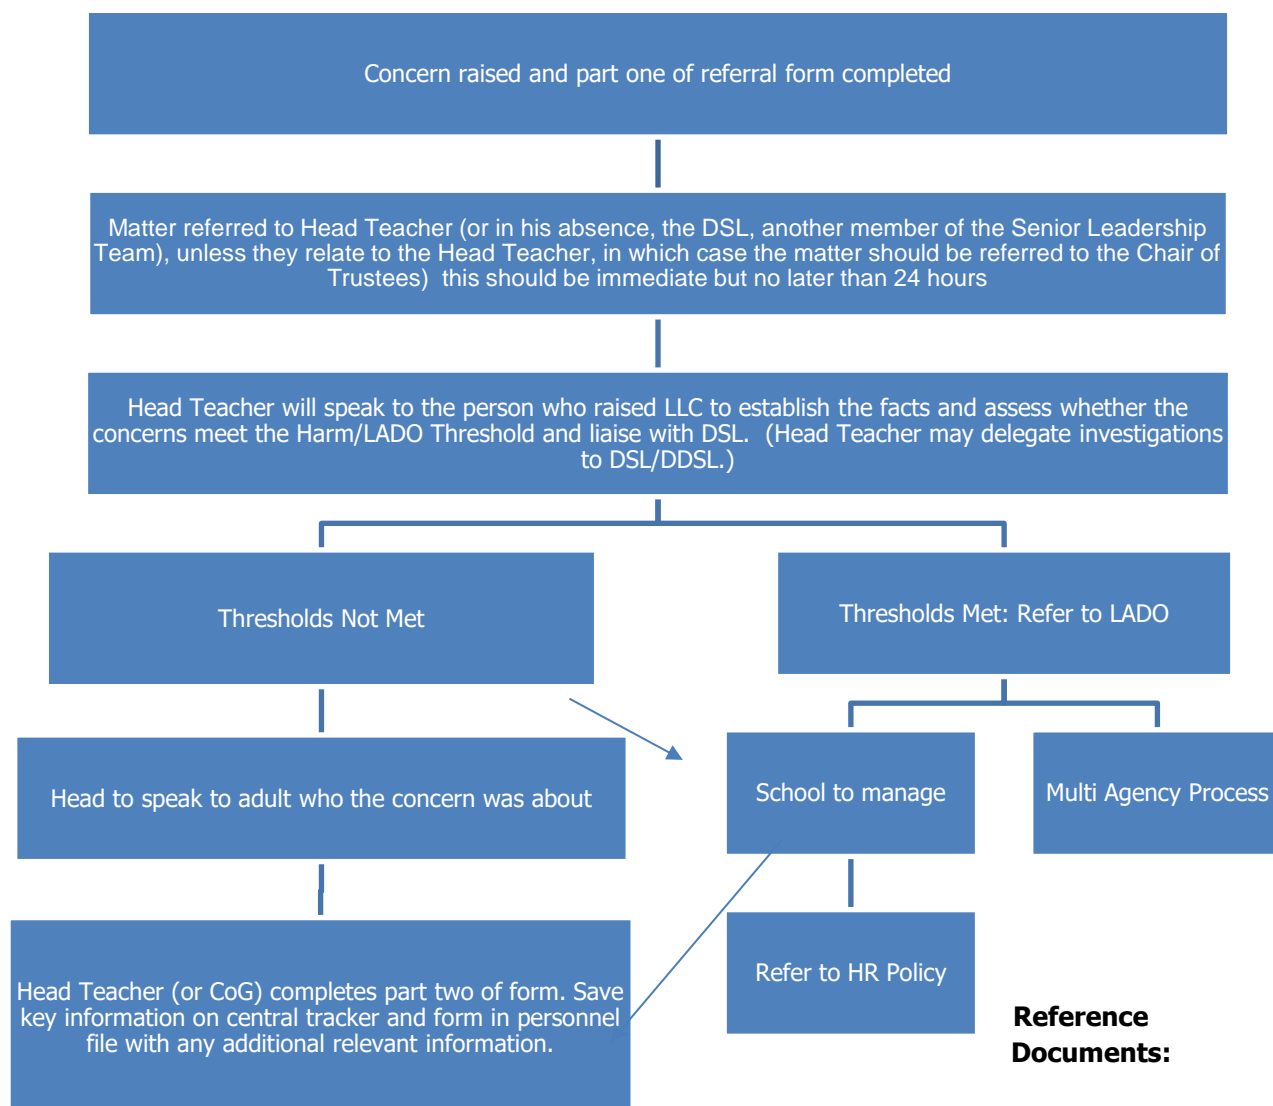 Concern raised and part one of referral form completed
Matter referred to Head Teacher (or in his absence, the DSL, another member of the Senior Leadership
Team), unless they relate to the Head Teacher, in which case the matter should be referred to the Chair of
Trustees)  this should be immediate but no later than 24 hours
Head Teacher will speak to the person who raised LLC to establish the facts and assess whether the
concerns meet the Harm/LADO Threshold and liaise with DSL.  (Head Teacher may delegate investigations
to DSL/DDSL.)
Thresholds Not Met
Thresholds Met: Refer to LADO
Head to speak to adult who the concern was about
School to manage
Multi Agency Process
Head Teacher (or CoG) completes part two of form. Save
key information on central tracker and form in personnel
file with any additional relevant information.
Refer to HR Policy
Reference
Documents: